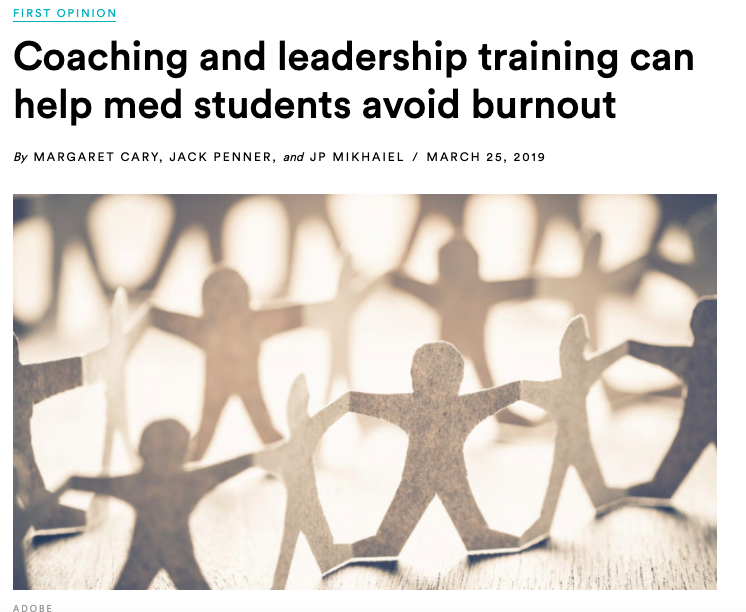 FIRST OPINION
Coaching and leadership training can
help med students avoid burnout
By MARGARET CARY, JACK PENNER, and JP MIKHAIEL / MARCH 25, 2019
ADOBE